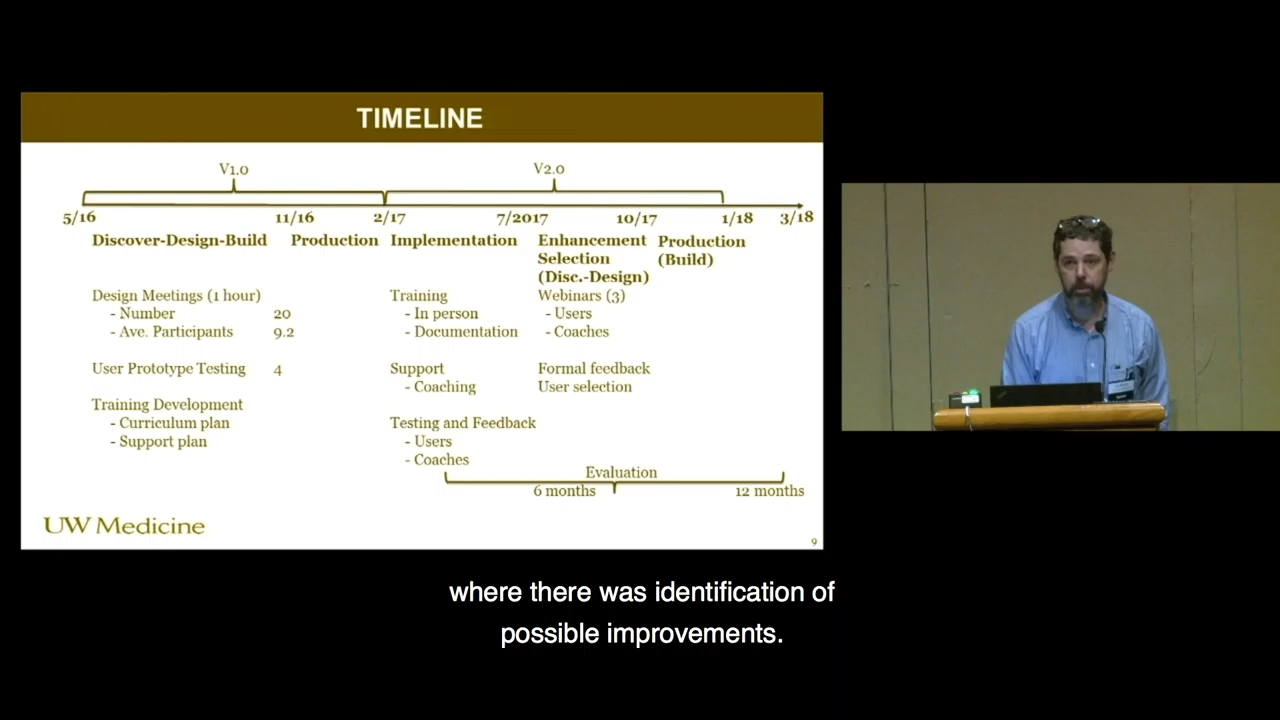 TIMELINE
V1.0
V2.0
5/16
11/16
2/17
7/2017
10/17
1/18
3/18
Discover-Design-Build
Production
Implementation
Enhancement
Selection
(Disc.-Design)
Production
(Build)
Design Meetings (1 hour)
- Number 20
- Ave. Participants 9.2
User Prototype Testing 4
Training Development
- Curriculum plan
- Support plan
Training
- In person
- Documentation
Support
- Coaching
Testing and Feedback
- Users
- Coaches
Webinars (3)
- Users
- Coaches
Formal feedback
User selection
Evaluation
6 months
12 months
UW Medicine
9
where there was identification of
possible improvements.